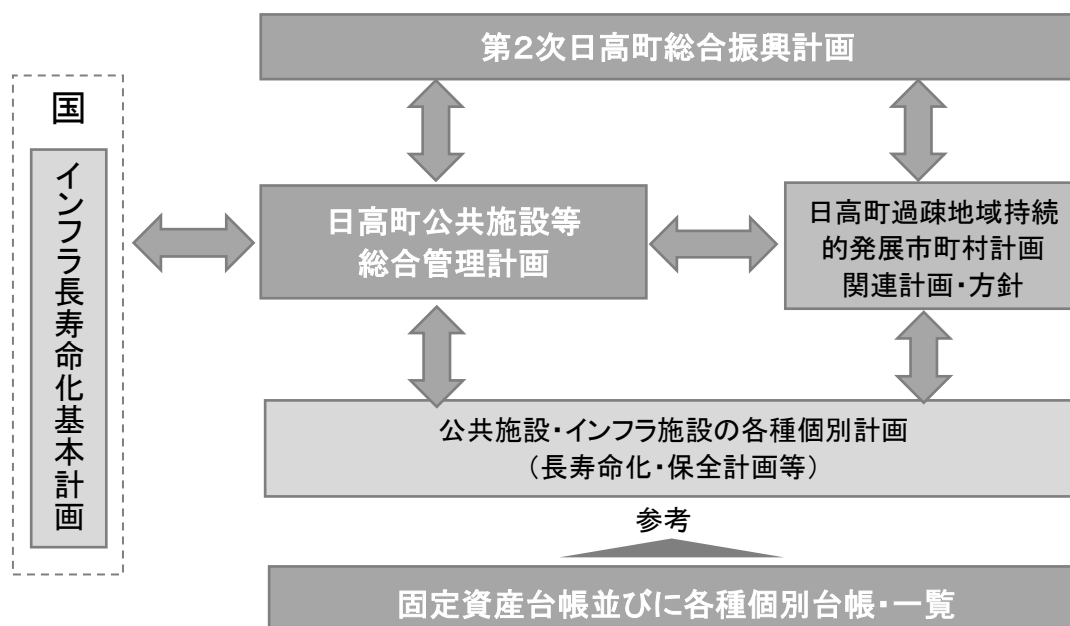 第2次日高町総合振興計画
国
インフラ長寿命化基本計画
日高町公共施設等
総合管理計画
日高町過疎地域持続
的発展市町村計画
関連計画・方針
公共施設・インフラ施設の各種個別計画
（長寿命化・保全計画等）
参考
固定資産台帳並びに各種個別台帳・一覧